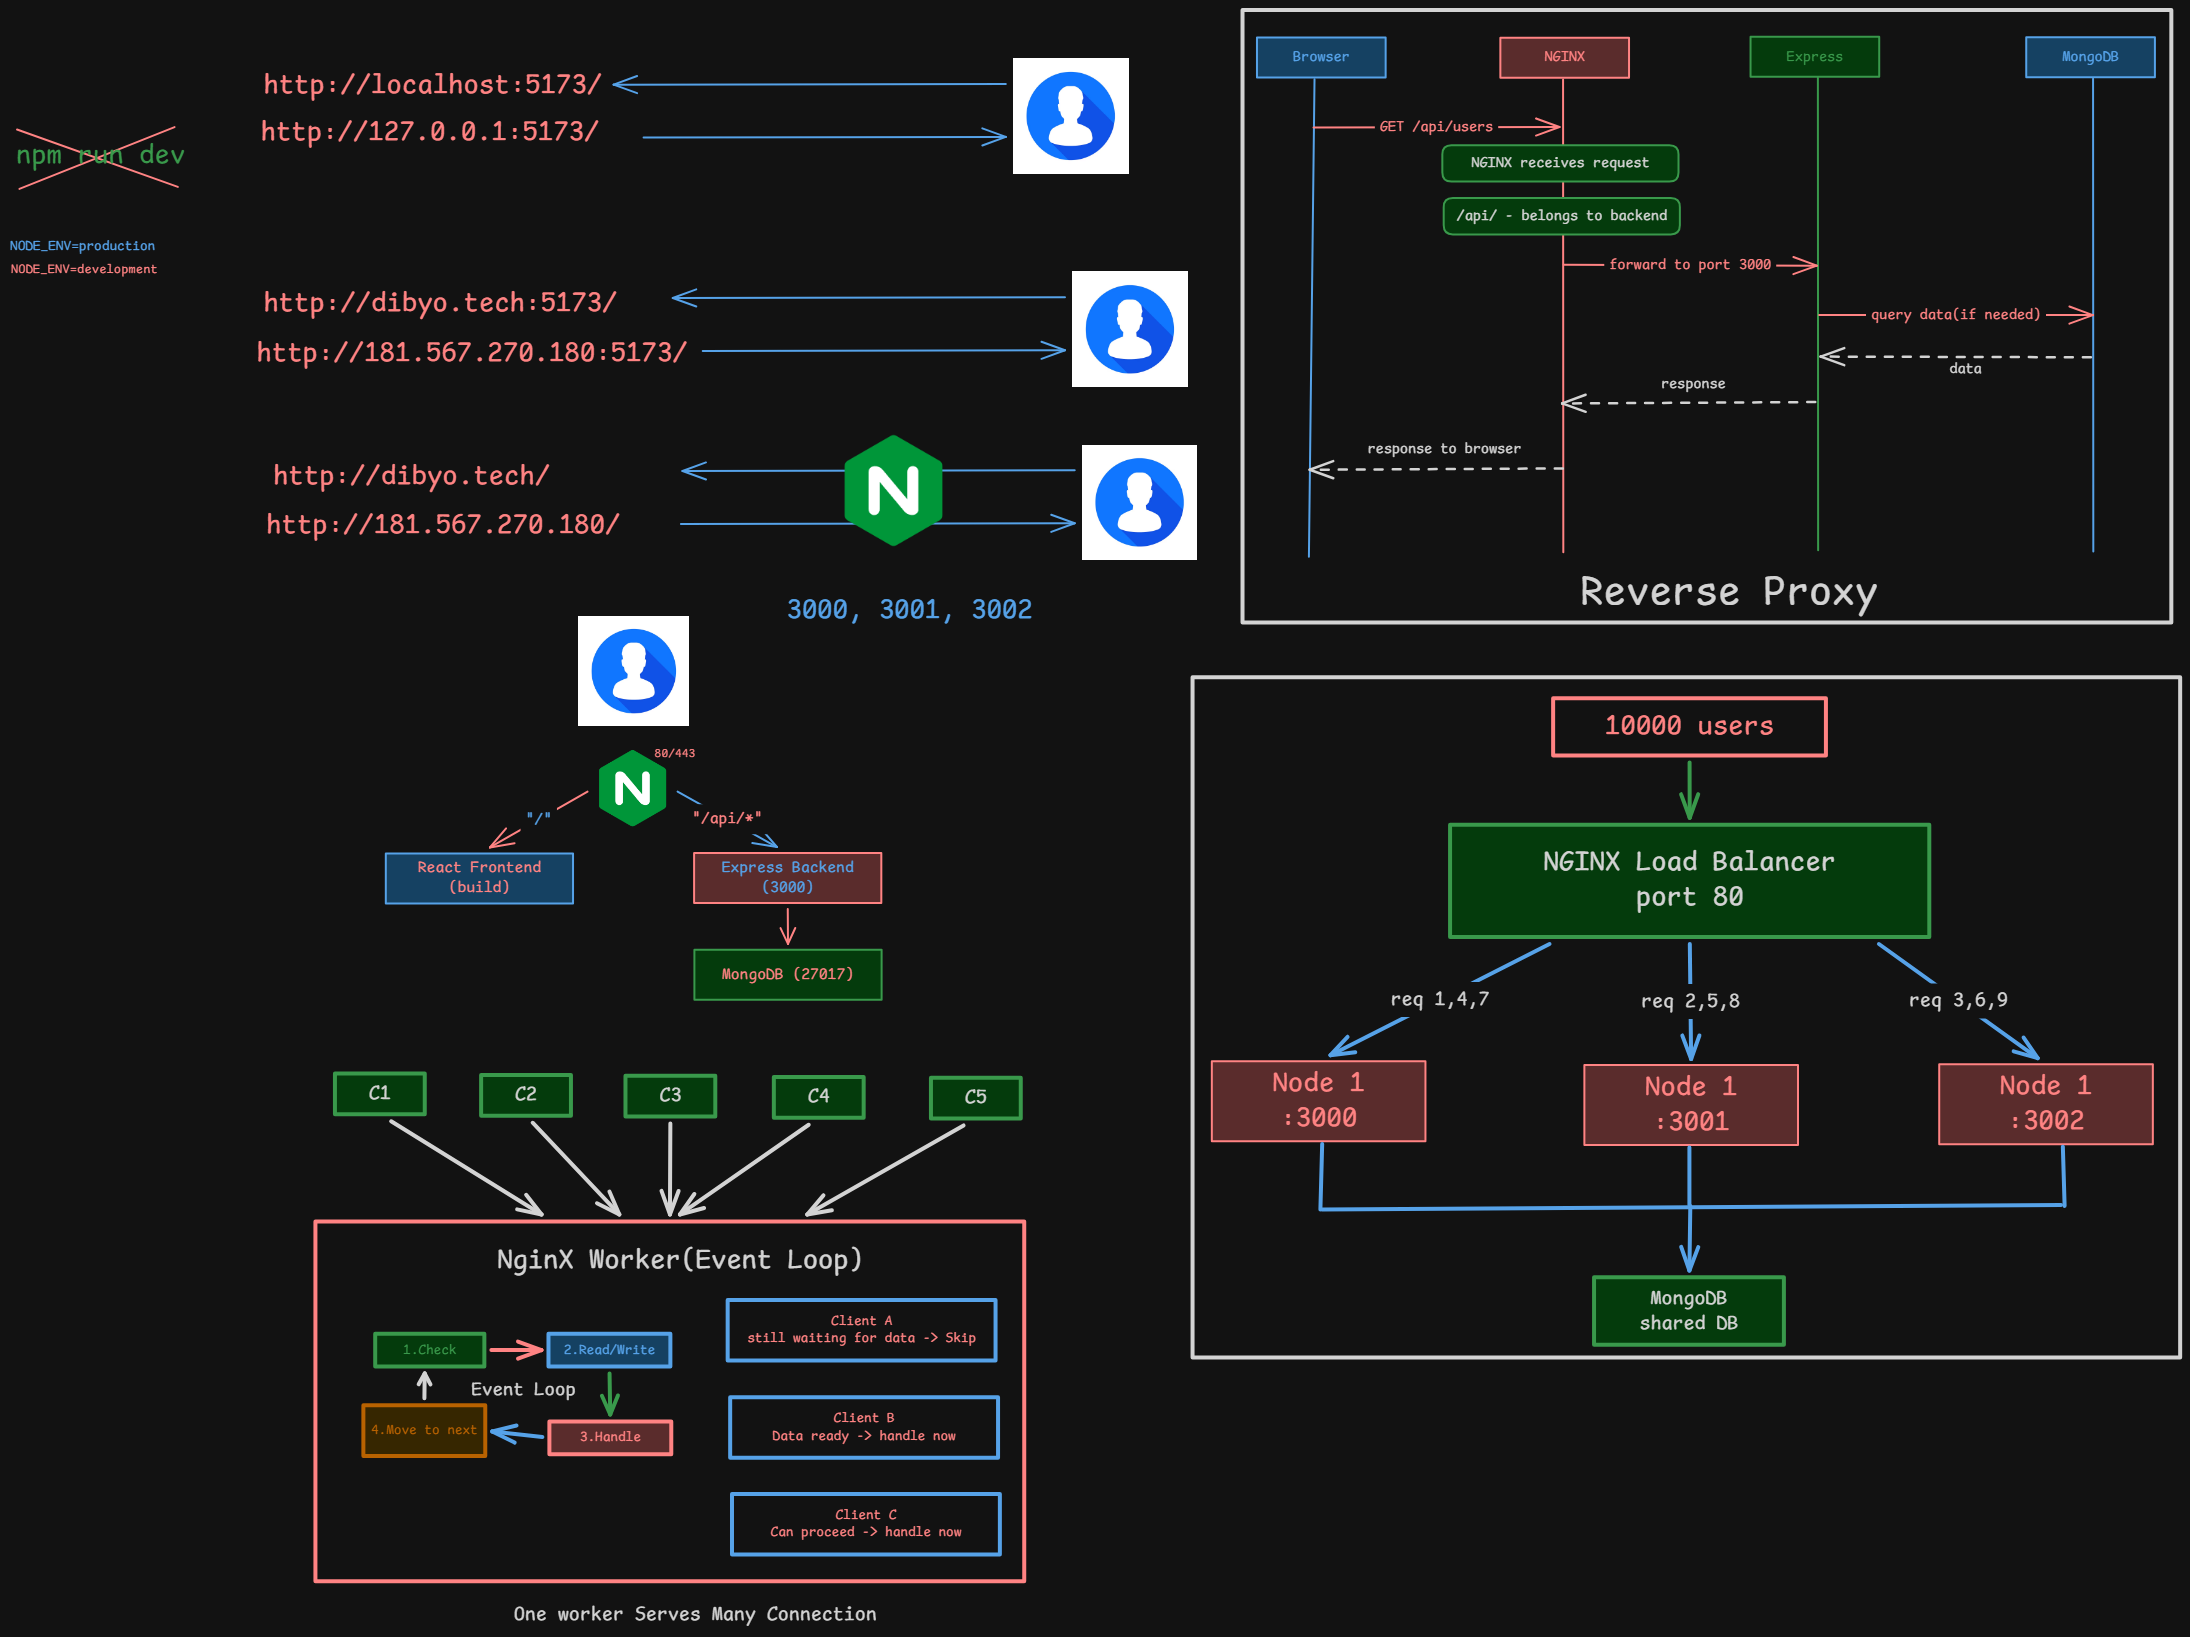 http://localhost:5173/
http://127.0.0.1:5173/
npm run dev
NODE_ENV=production
NODE_ENV=development
http://dibyo.tech:5173/
http://181.567.270.180:5173/
http://dibyo.tech/
http://181.567.270.180/
N
3000, 3001, 3002
80/443
N
"/"
"/api/*"
React Frontend
(build)
Express Backend
(3000)
MongoDB (27017)
C1
C2
C3
C4
C5
NginX Worker(Event Loop)
1.Check
2.Read/Write
Event Loop
4.Move to next
3.Handle
Client A
still waiting for data -> Skip
Client B
Data ready -> handle now
Client C
Can proceed -> handle now
One worker Serves Many Connection
Browser
NGINX
Express
MongoDB
GET /api/users
NGINX receives request
/api/ - belongs to backend
forward to port 3000
query data(if needed)
data
response
response to browser
Reverse Proxy
10000 users
NGINX Load Balancer
port 80
req 1,4,7
req 2,5,8
req 3,6,9
Node 1
:3000
Node 1
:3001
Node 1
:3002
MongoDB
shared DB